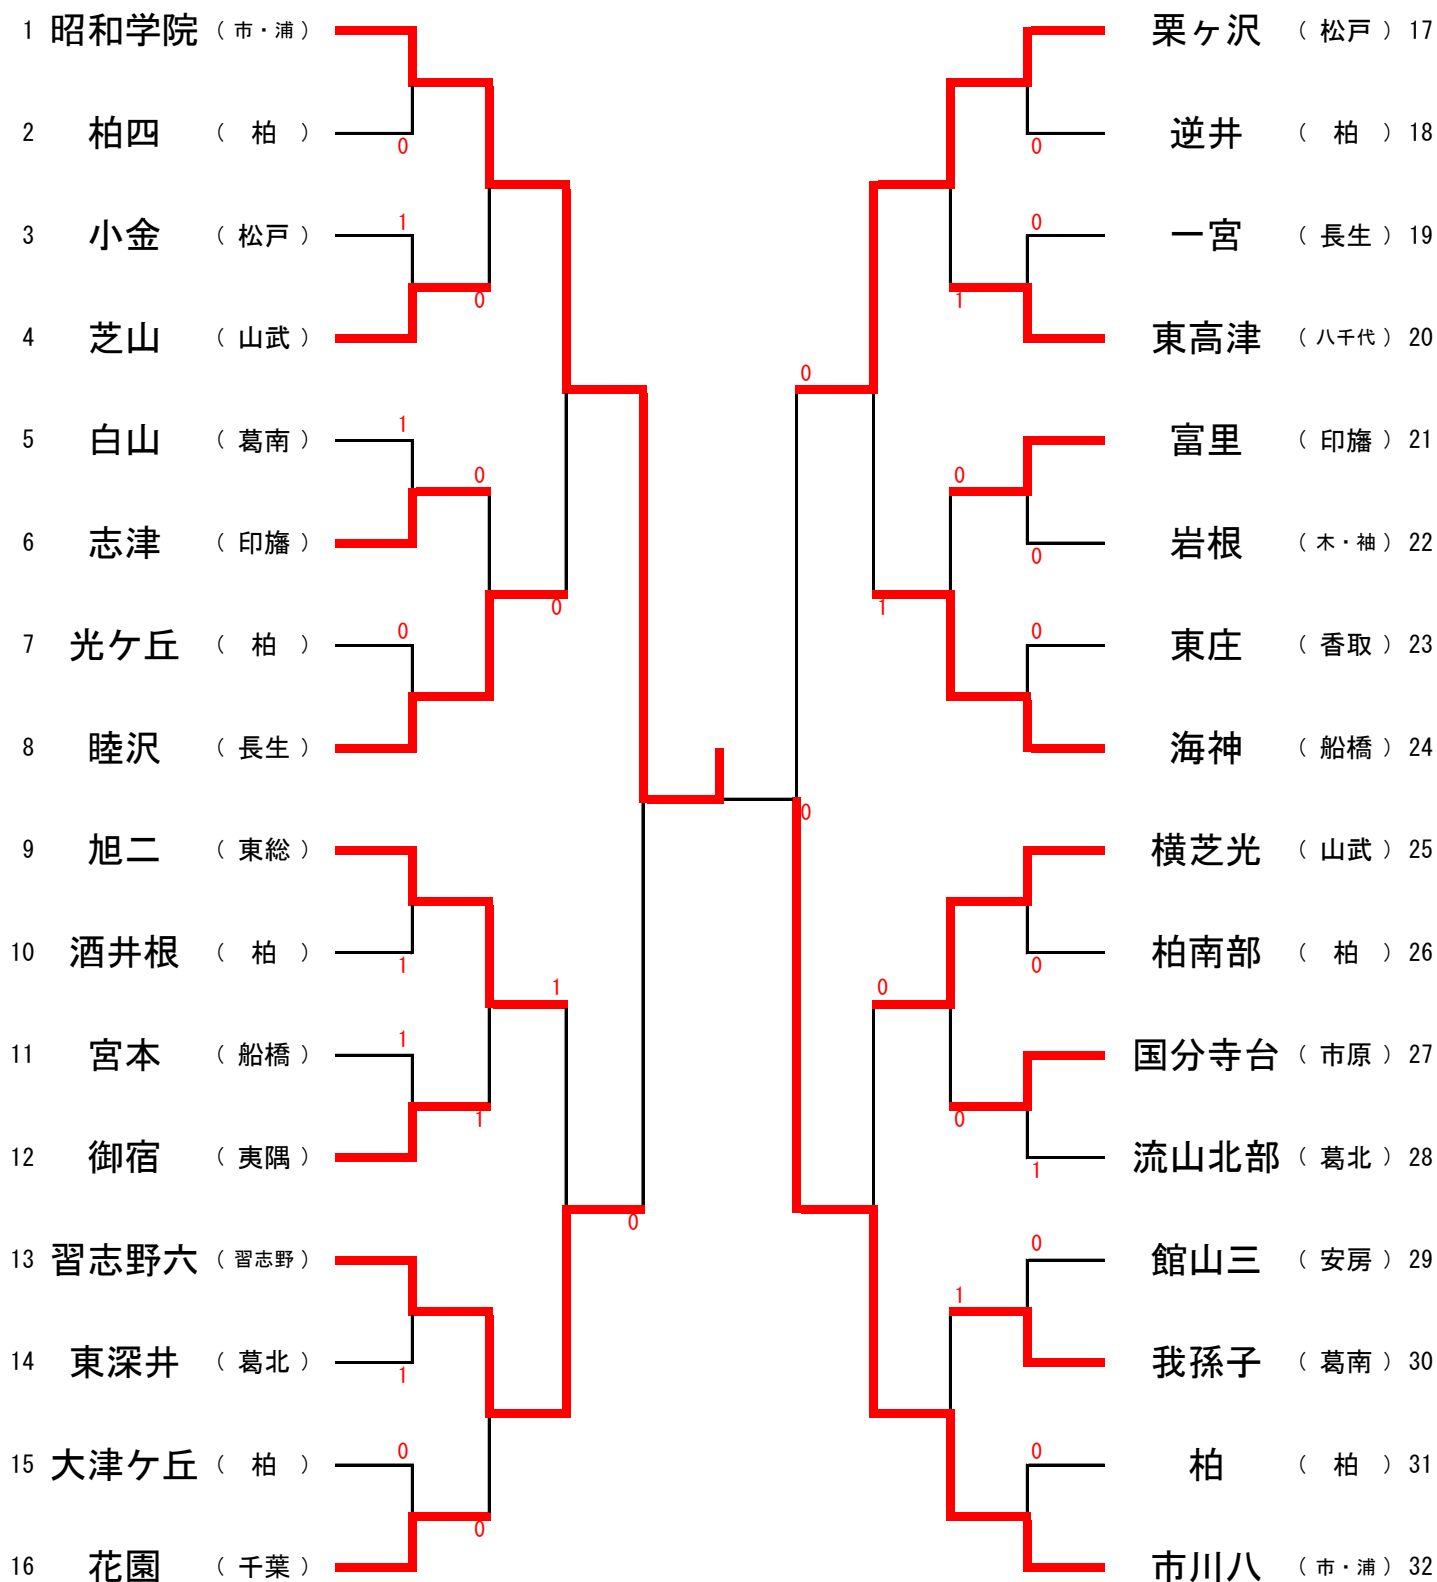 1 昭和学院 （市・浦）
2 柏四 （ 柏 ）
0
3 小金 （ 松戸 ）
1
0
4 芝山 （ 山武 ）
5 白山 （ 葛南 ）
1
0
6 志津 （ 印旛 ）
0
7 光ケ丘 （ 柏 ）
0
8 睦沢 （ 長生 ）
9 旭二 （ 東総 ）
10 酒井根 （ 柏 ）
1
1
11 宮本 （ 船橋 ）
1
1
12 御宿 （ 夷隅 ）
0
13 習志野六 （ 習志野 ）
14 東深井 （ 葛北 ）
1
15 大津ケ丘 （ 柏 ）
0
0
16 花園 （ 千葉 ）
栗ヶ沢 （ 松戸 ） 17
逆井 （ 柏 ） 18
0
0
一宮 （ 長生 ） 19
1
東高津 （ 八千代 ） 20
0
富里 （ 印旛 ） 21
0
岩根 （ 木・袖 ） 22
0
1
東庄 （ 香取 ） 23
0
海神 （ 船橋 ） 24
0
横芝光 （ 山武 ） 25
柏南部 （ 柏 ） 26
0
0
国分寺台 （ 市原 ） 27
0
流山北部 （ 葛北 ） 28
1
館山三 （ 安房 ） 29
0
1
我孫子 （ 葛南 ） 30
柏 （ 柏 ） 31
0
市川八 （ 市・浦 ） 32